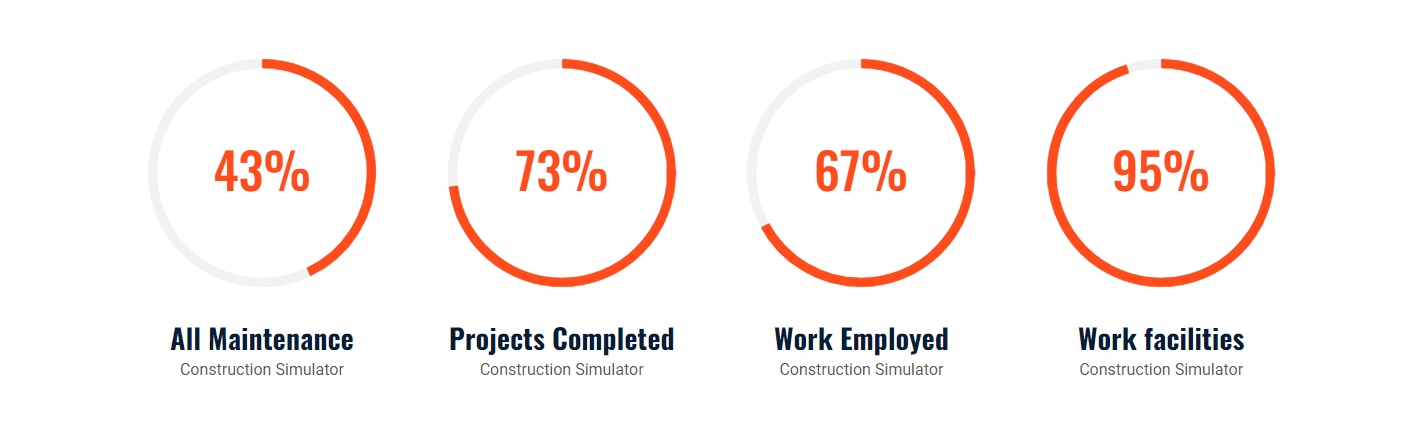 43%
73%
67%
95%
All Maintenance
Construction Simulator
Projects Completed
Construction Simulator
Work Employed
Construction Simulator
Work facilities
Construction Simulator